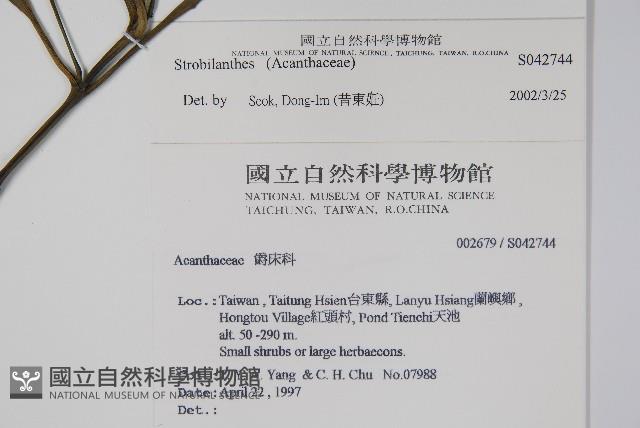 國立自然科學博物館
NATIONAL MUSEUM OF NATURAL SCIENCE, TAICHUNG, TAIWAN, R.O.CHINA
Strobilanthes (Acanthaceae) S042744
Det. by Seok, Dong-Im (昔東妊) 2002/3/25
國立自然科學博物館
NATIONAL MUSEUM OF NATURAL SCIENCE
TAICHUNG, TAIWAN, R.O.CHINA
002679 / S042744
Acanthaceae 爵床科
Loc.: Taiwan, Taitung Hsien台東縣, Lanyu Hsiang蘭嶼鄉,
Hongtou Village紅頭村, Pond Tienchi天池
alt. 50 -290 m.
Small shrubs or large herbaecons.
Yang & C. H. Chu No.07988
Date: April 22, 1997
Det.:
國立自然科學博物館
NATIONAL MUSEUM OF NATURAL SCIENCE